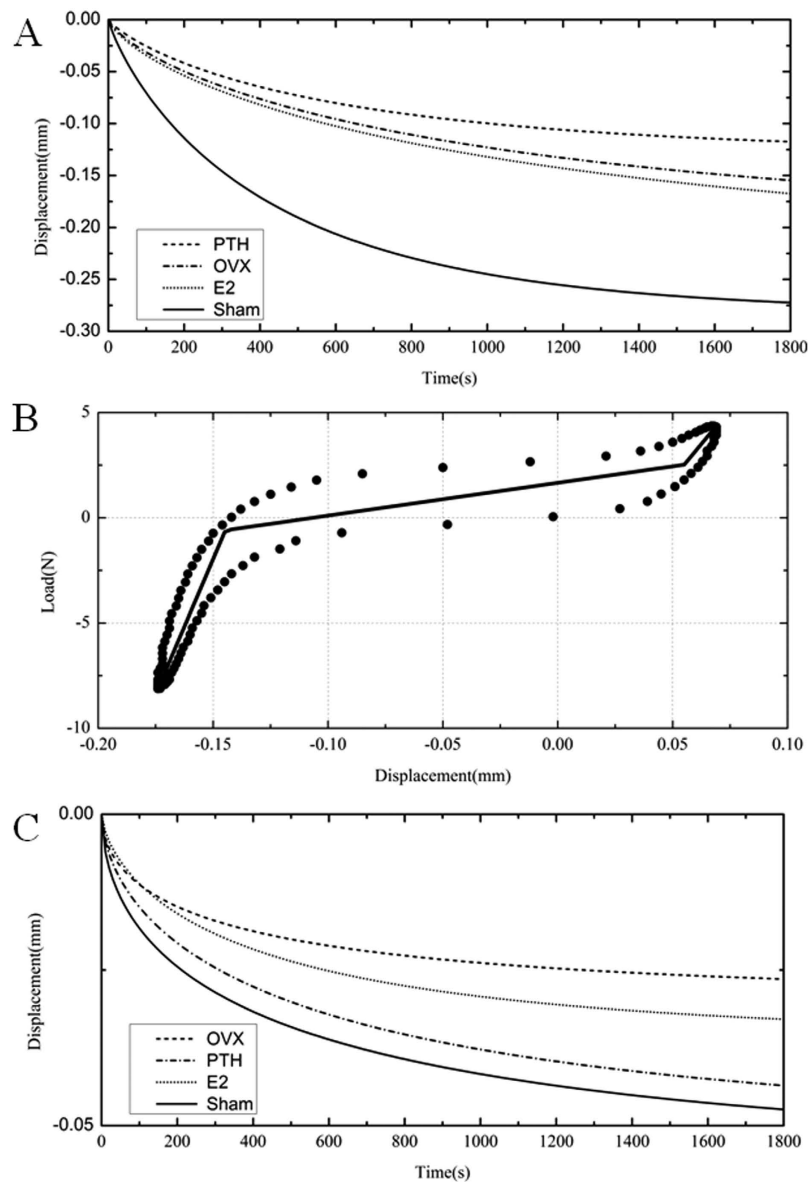 A
0.00
-0.05
-0.10
-0.15
-0.20
-0.25
-0.30
Displacement(mm)
PTH
OVX
E2
Sham
0 200 400 600 800 1000 1200 1400 1600 1800
Time(s)
B
5
0
-5
-10
Load(N)
-0.20 -0.15 -0.10 -0.05 0.00 0.05 0.10
Displacement(mm)
C
0.00
-0.05
Displacement(mm)
OVX
PTH
E2
Sham
0 200 400 600 800 1000 1200 1400 1600 1800
Time(s)